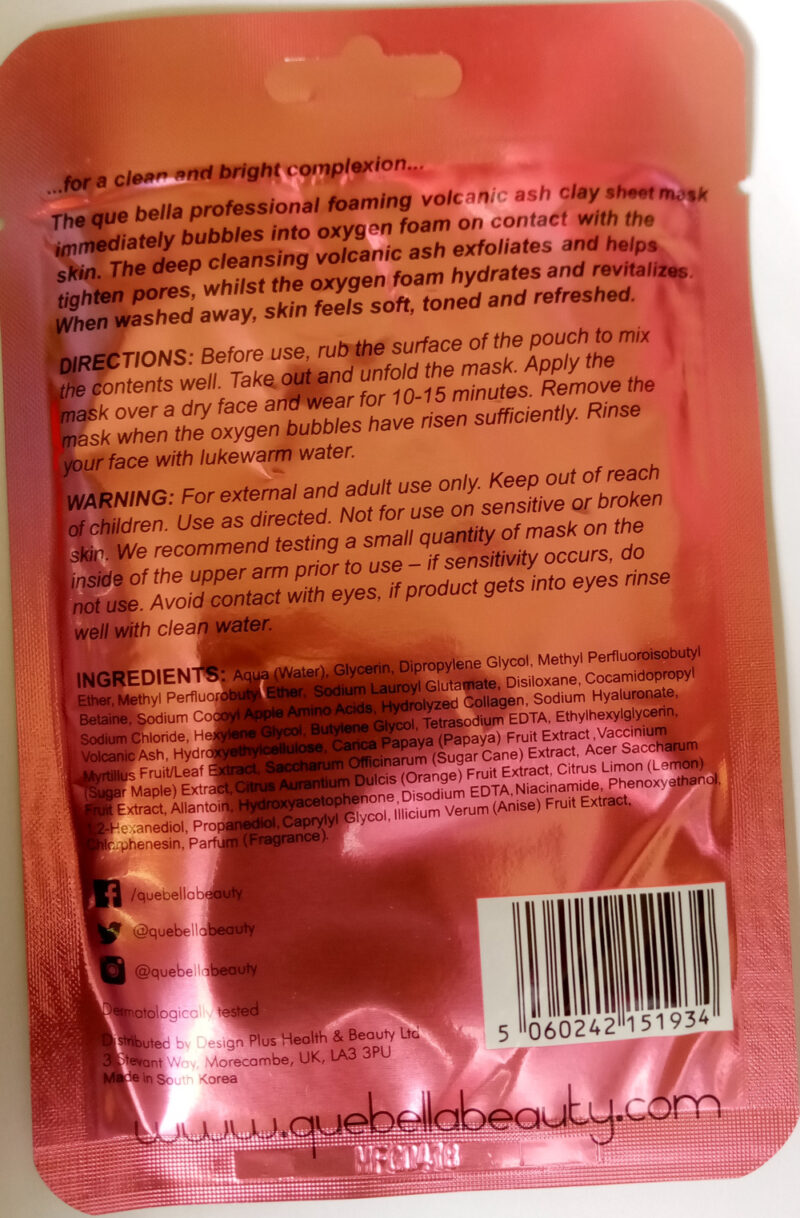 ...for a clean and bright complexion...
The que bella professional foaming volcanic ash clay sheet mask
immediately bubbles into oxygen foam on contact with the
skin. The deep cleansing volcanic ash exfoliates and helps
tighten pores, whilst the oxygen foam hydrates and revitalizes.
When washed away, skin feels soft, toned and refreshed.
DIRECTIONS: Before use, rub the surface of the pouch to mix
the contents well. Take out and unfold the mask. Apply the
mask over a dry face and wear for 10-15 minutes. Remove the
mask when the oxygen bubbles have risen sufficiently. Rinse
your face with lukewarm water.
WARNING: For external and adult use only. Keep out of reach
of children. Use as directed. Not for use on sensitive or broken
skin. We recommend testing a small quantity of mask on the
inside of the upper arm prior to use – if sensitivity occurs, do
not use. Avoid contact with eyes, if product gets into eyes rinse
well with clean water.
INGREDIENTS: Aqua (Water), Glycerin, Dipropylene Glycol, Methyl Perfluoroisobutyl
Ether, Methyl Perfluorobutyl Ether, Sodium Lauroyl Glutamate, Disiloxane, Cocamidopropyl
Betaine, Sodium Cocoyl Apple Amino Acids, Hydrolyzed Collagen, Sodium Hyaluronate,
Sodium Chloride, Hexylene Glycol, Butylene Glycol, Tetrasodium EDTA, Ethylhexylglycerin,
Volcanic Ash, Hydroxyethylcellulose, Carica Papaya (Papaya) Fruit Extract ,Vaccinium
Myrtillus Fruit/Leaf Extract, Saccharum Officinarum (Sugar Cane) Extract, Acer Saccharum
(Sugar Maple) Extract, Citrus Aurantium Dulcis (Orange) Fruit Extract, Citrus Limon (Lemon)
Fruit Extract, Allantoin, Hydroxyacetophenone, Disodium EDTA, Niacinamide, Phenoxyethanol,
1,2-Hexanediol, Propanediol, Caprylyl Glycol, Illicium Verum (Anise) Fruit Extract,
Chlorphenesin, Parfum (Fragrance).
/quebellabeauty
@quebellabeauty
@quebellabeauty
Dermatologically tested
Distributed by Design Plus Health & Beauty Ltd
3 Stevant Way, Morecambe, UK, LA3 3PU
Made in South Korea
5 060242 151934
www.quebellabeauty.com